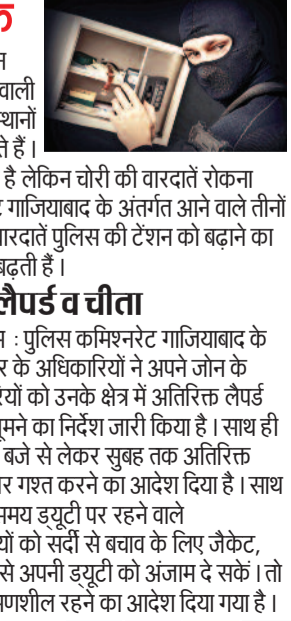 वाली
थानों
ते हैं ।
है लेकिन चोरी की वारदातें रोकना
गाजियाबाद के अंतर्गत आने वाले तीनों
वारदातें पुलिस की टेंशन को बढ़ाने का
बढ़ती हैं ।
लैपर्ड व चीता
: पुलिस कमिश्नरेट गाजियाबाद के
र के अधिकारियों ने अपने जोन के
रियों को उनके क्षेत्र में अतिरिक्त लैपर्ड
घूमने का निर्देश जारी किया है । साथ ही
बजे से लेकर सुबह तक अतिरिक्त
र गश्त करने का आदेश दिया है । साथ
समय ड्यूटी पर रहने वाले
यों को सर्दी से बचाव के लिए जैकेट,
से अपनी ड्यूटी को अंजाम दे सकें । तो
मणशील रहने का आदेश दिया गया है ।